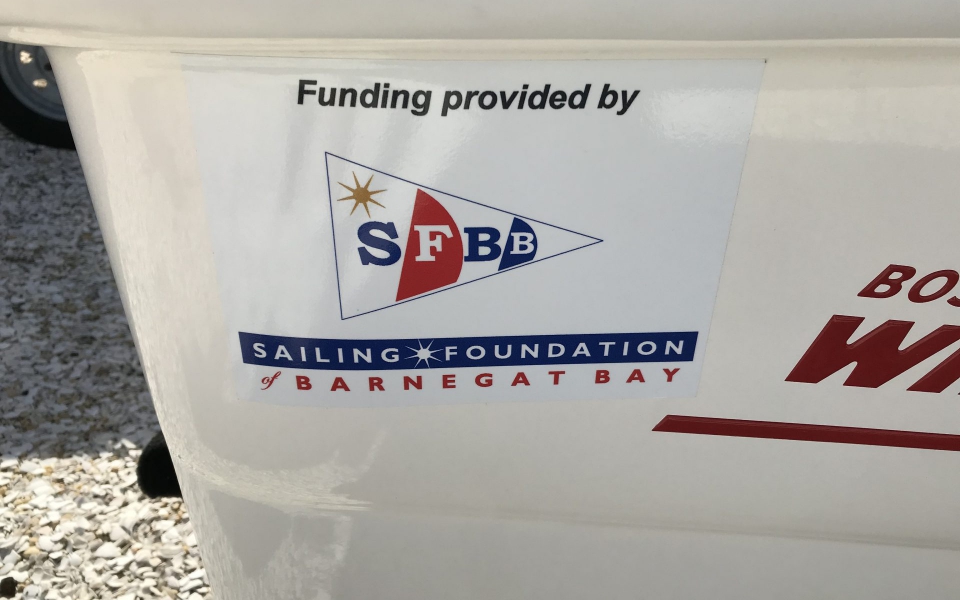 Funding provided by
SFBB
SAILING FOUNDATION
of BARNEGAT BAY